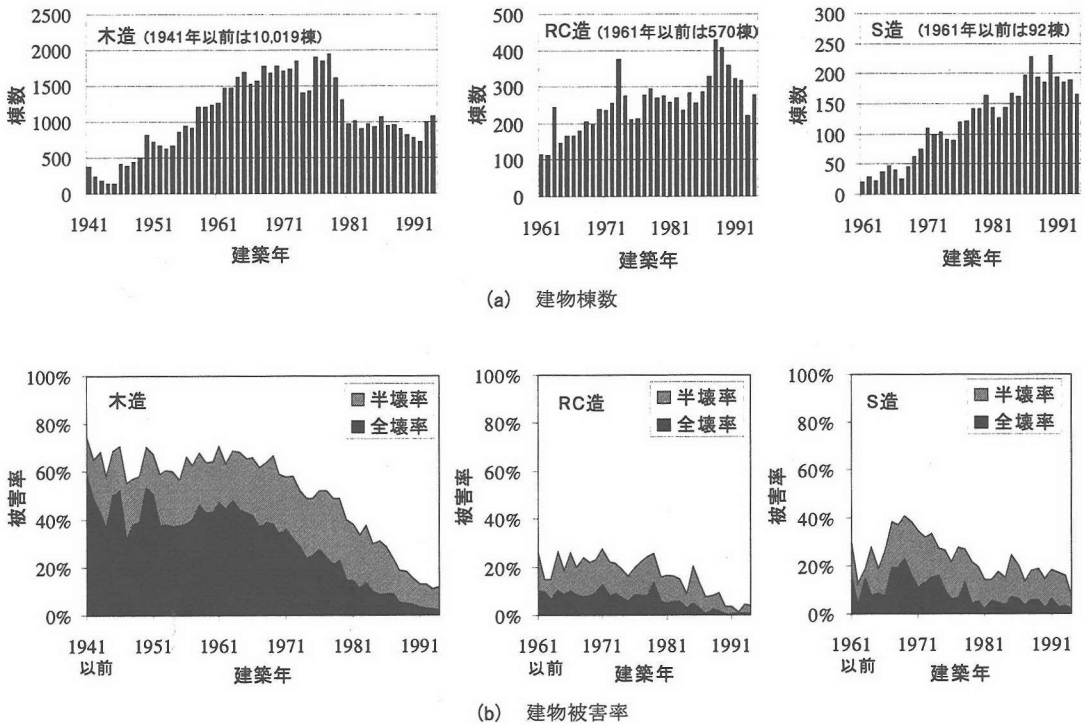 木造 (1941年以前は10,019棟)
棟数
2500
2000
1500
1000
500
0
1941 1951 1961 1971 1981 1991
建築年
RC造 (1961年以前は570棟)
棟数
500
400
300
200
100
0
1961 1971 1981 1991
建築年
S造 (1961年以前は92棟)
棟数
300
250
200
150
100
50
0
1961 1971 1981 1991
建築年
(a) 建物棟数
木造
半壊率
全壊率
被害率
100%
80%
60%
40%
20%
0%
1941 1951 1961 1971 1981 1991
以前
建築年
RC造
半壊率
全壊率
被害率
100%
80%
60%
40%
20%
0%
1961 1971 1981 1991
以前
建築年
S造
半壊率
全壊率
被害率
100%
80%
60%
40%
20%
0%
1961 1971 1981 1991
以前
建築年
(b) 建物被害率